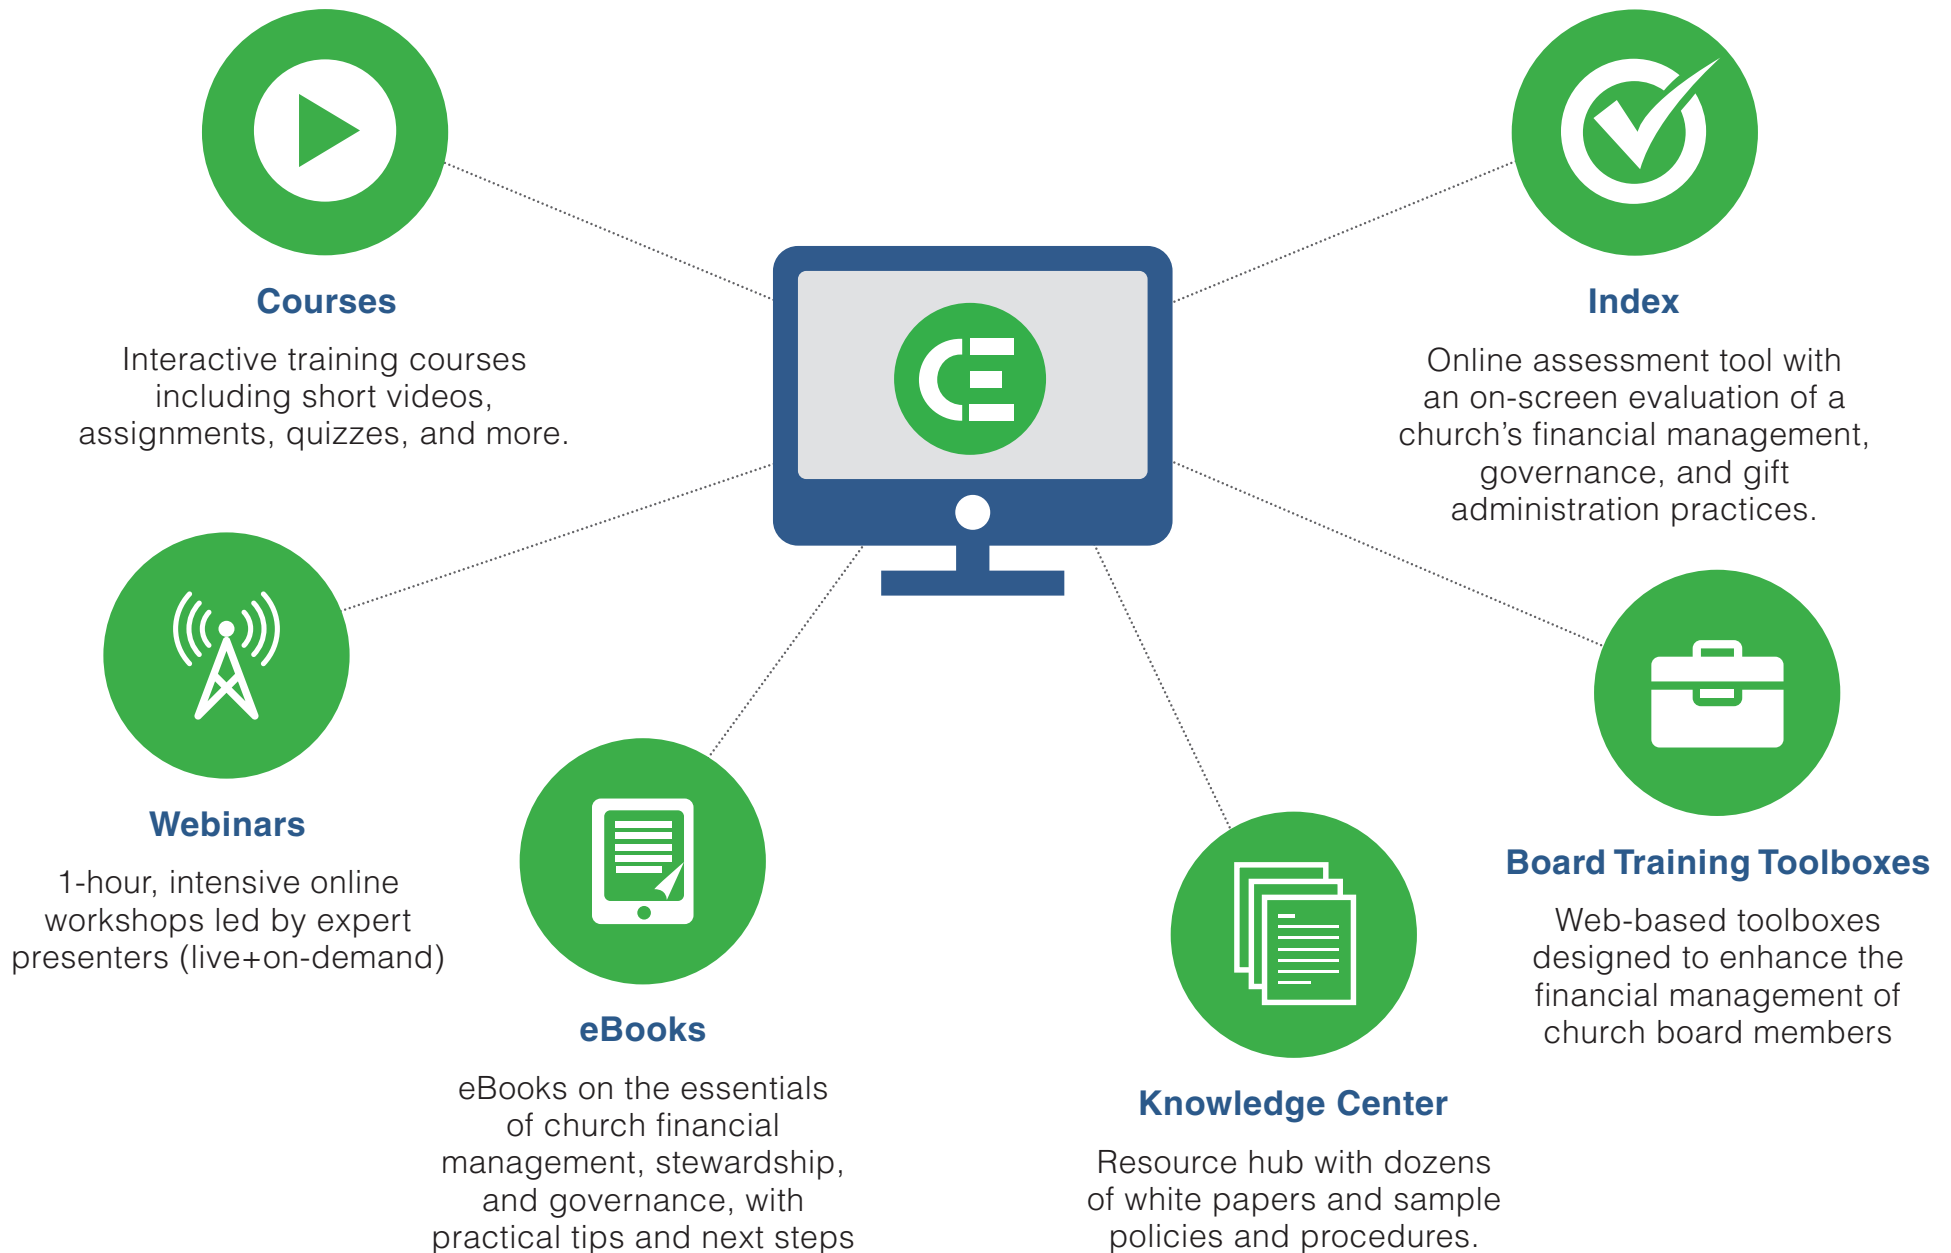 Courses
Interactive training courses
including short videos,
assignments, quizzes, and more.
Index
Online assessment tool with
an on-screen evaluation of a
church’s financial management,
governance, and gift
administration practices.
CE
Webinars
1-hour, intensive online
workshops led by expert
presenters (live+on-demand)
eBooks
eBooks on the essentials
of church financial
management, stewardship,
and governance, with
practical tips and next steps
Knowledge Center
Resource hub with dozens
of white papers and sample
policies and procedures.
Board Training Toolboxes
Web-based toolboxes
designed to enhance the
financial management of
church board members